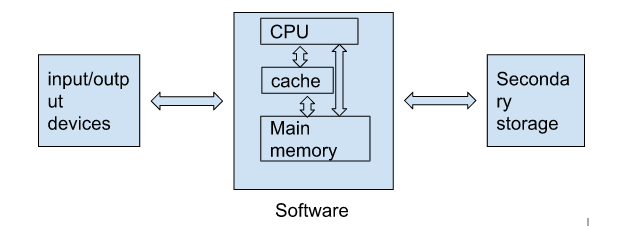 CPU
input/outp
ut
devices
cache
Main
memory
Seconda
ry
storage
Software